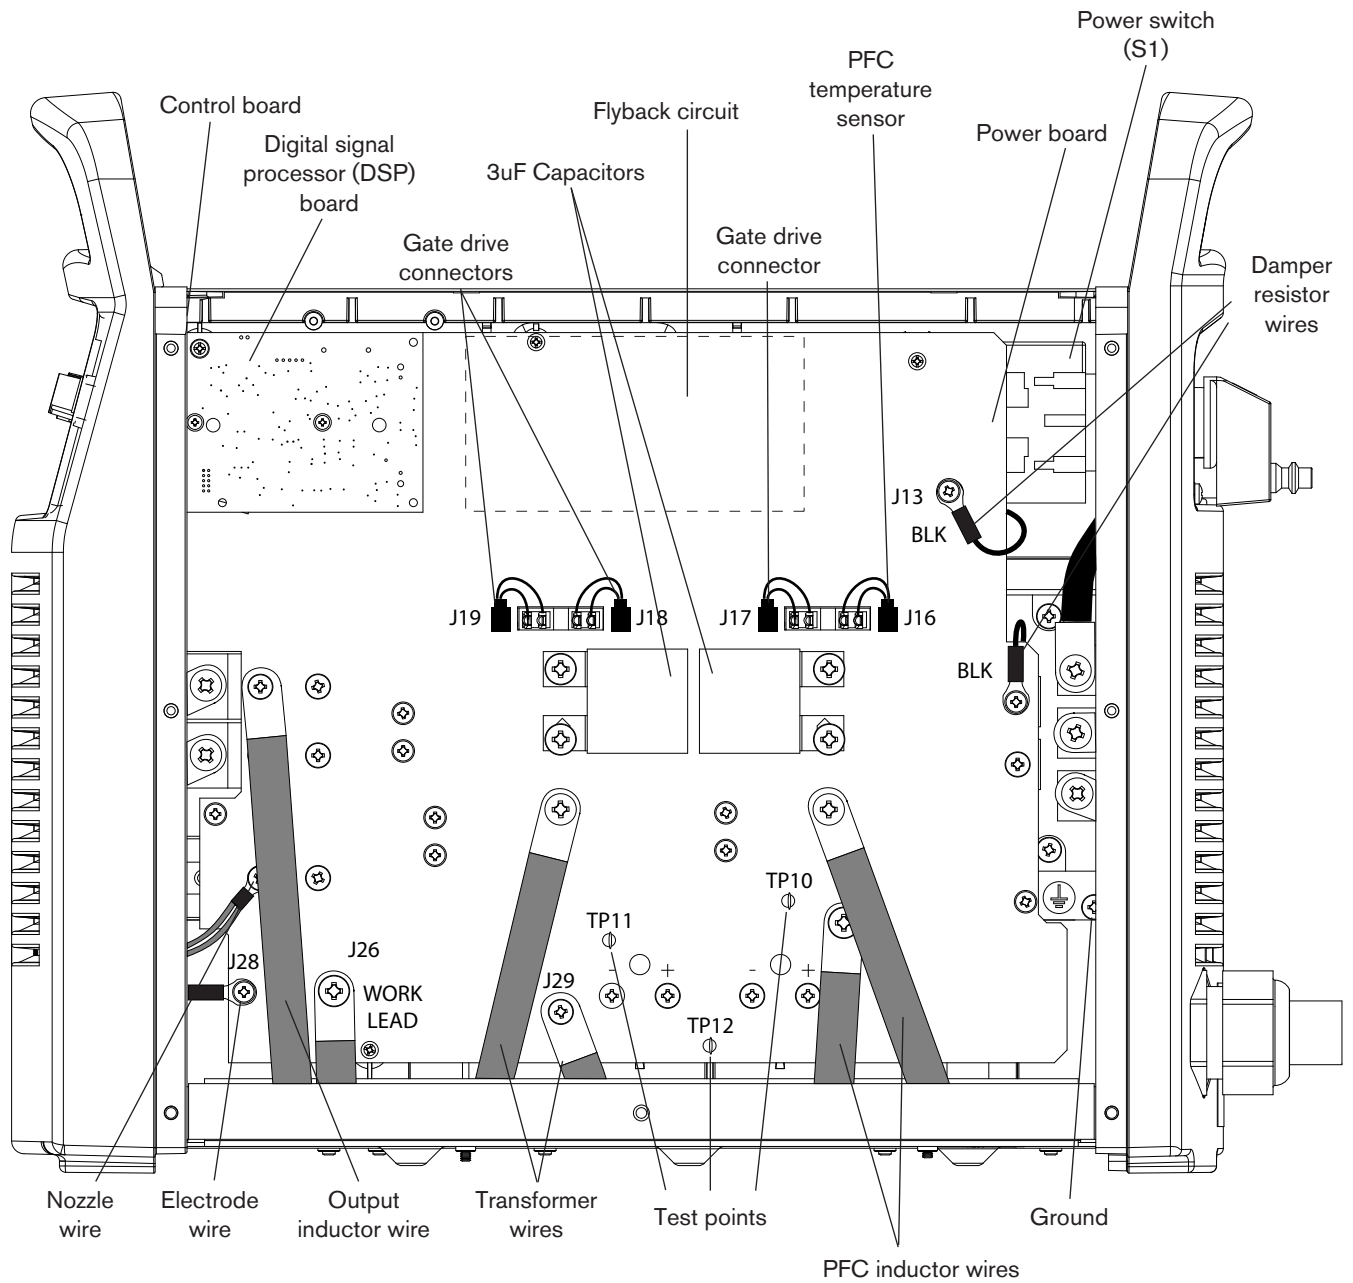 Power switch
(S1)
PFC
temperature
sensor
Control board
Flyback circuit
Power board
Digital signal
processor (DSP)
board
3uF Capacitors
Gate drive
connectors
Gate drive
connector
Damper
resistor
wires
J13
BLK
J19
J18
J17
J16
BLK
TP10
TP11
J28
J26
WORK
LEAD
J29
- +
- +
TP12
Nozzle
wire
Electrode
wire
Output
inductor wire
Transformer
wires
Test points
Ground
PFC inductor wires